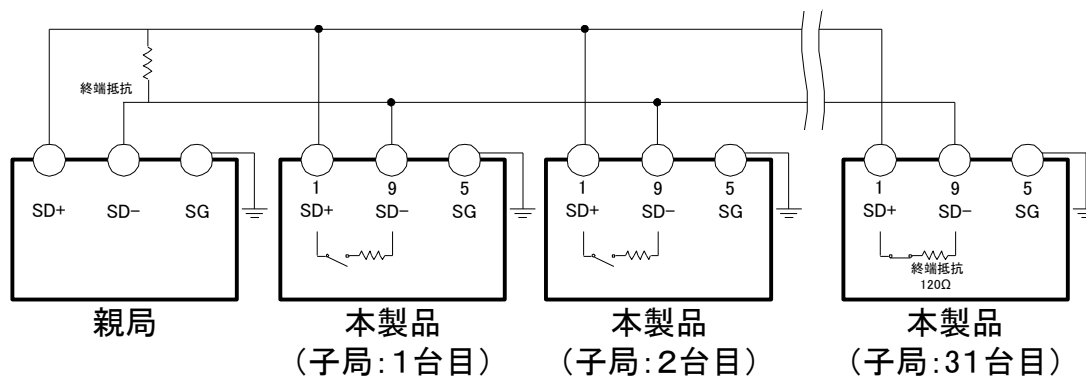 終端抵抗
SD+ SD- SG
1 9 5
SD+ SD- SG
1 9 5
SD+ SD- SG
1 9 5
SD+ SD- SG
終端抵抗
120Ω
親局
本製品
(子局:1台目)
本製品
(子局:2台目)
本製品
(子局:31台目)